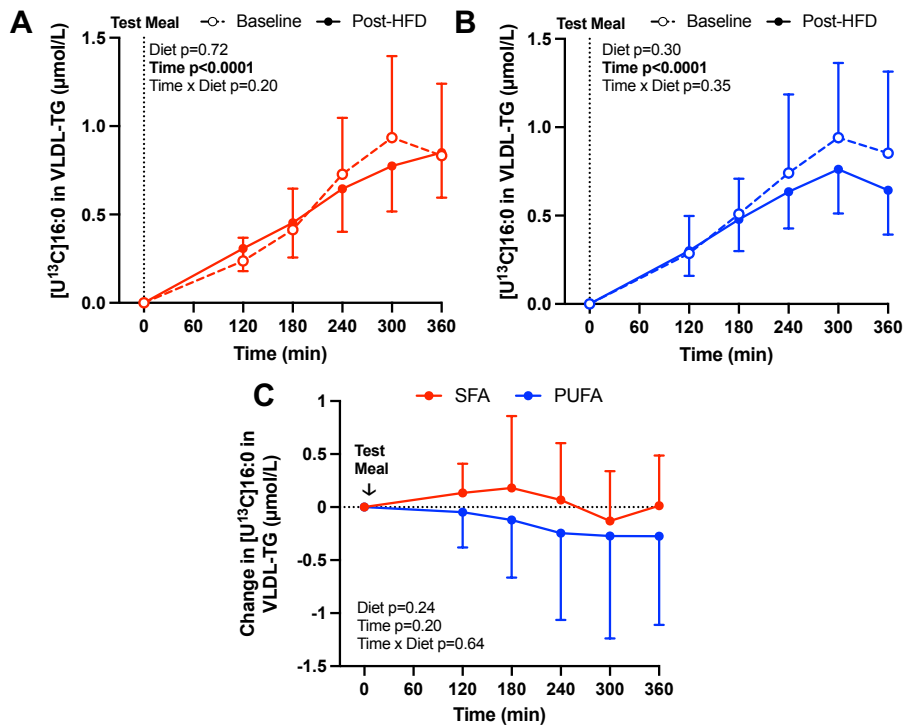 A
Test Meal Baseline Post-HFD
Diet p=0.72
Time p<0.0001
Time x Diet p=0.20
[U¹³C]16:0 in VLDL-TG (µmol/L)
1.5
1.0
0.5
0.0
0 60 120 180 240 300 360
Time (min)
B
Test Meal Baseline Post-HFD
Diet p=0.30
Time p<0.0001
Time x Diet p=0.35
[U¹³C]16:0 in VLDL-TG (µmol/L)
1.5
1.0
0.5
0.0
0 60 120 180 240 300 360
Time (min)
C
SFA PUFA
Test
Meal
Change in [U¹³C]16:0 in
VLDL-TG (µmol/L)
1
0.5
0
-0.5
-1
-1.5
Diet p=0.24
Time p=0.20
Time x Diet p=0.64
0 60 120 180 240 300 360
Time (min)